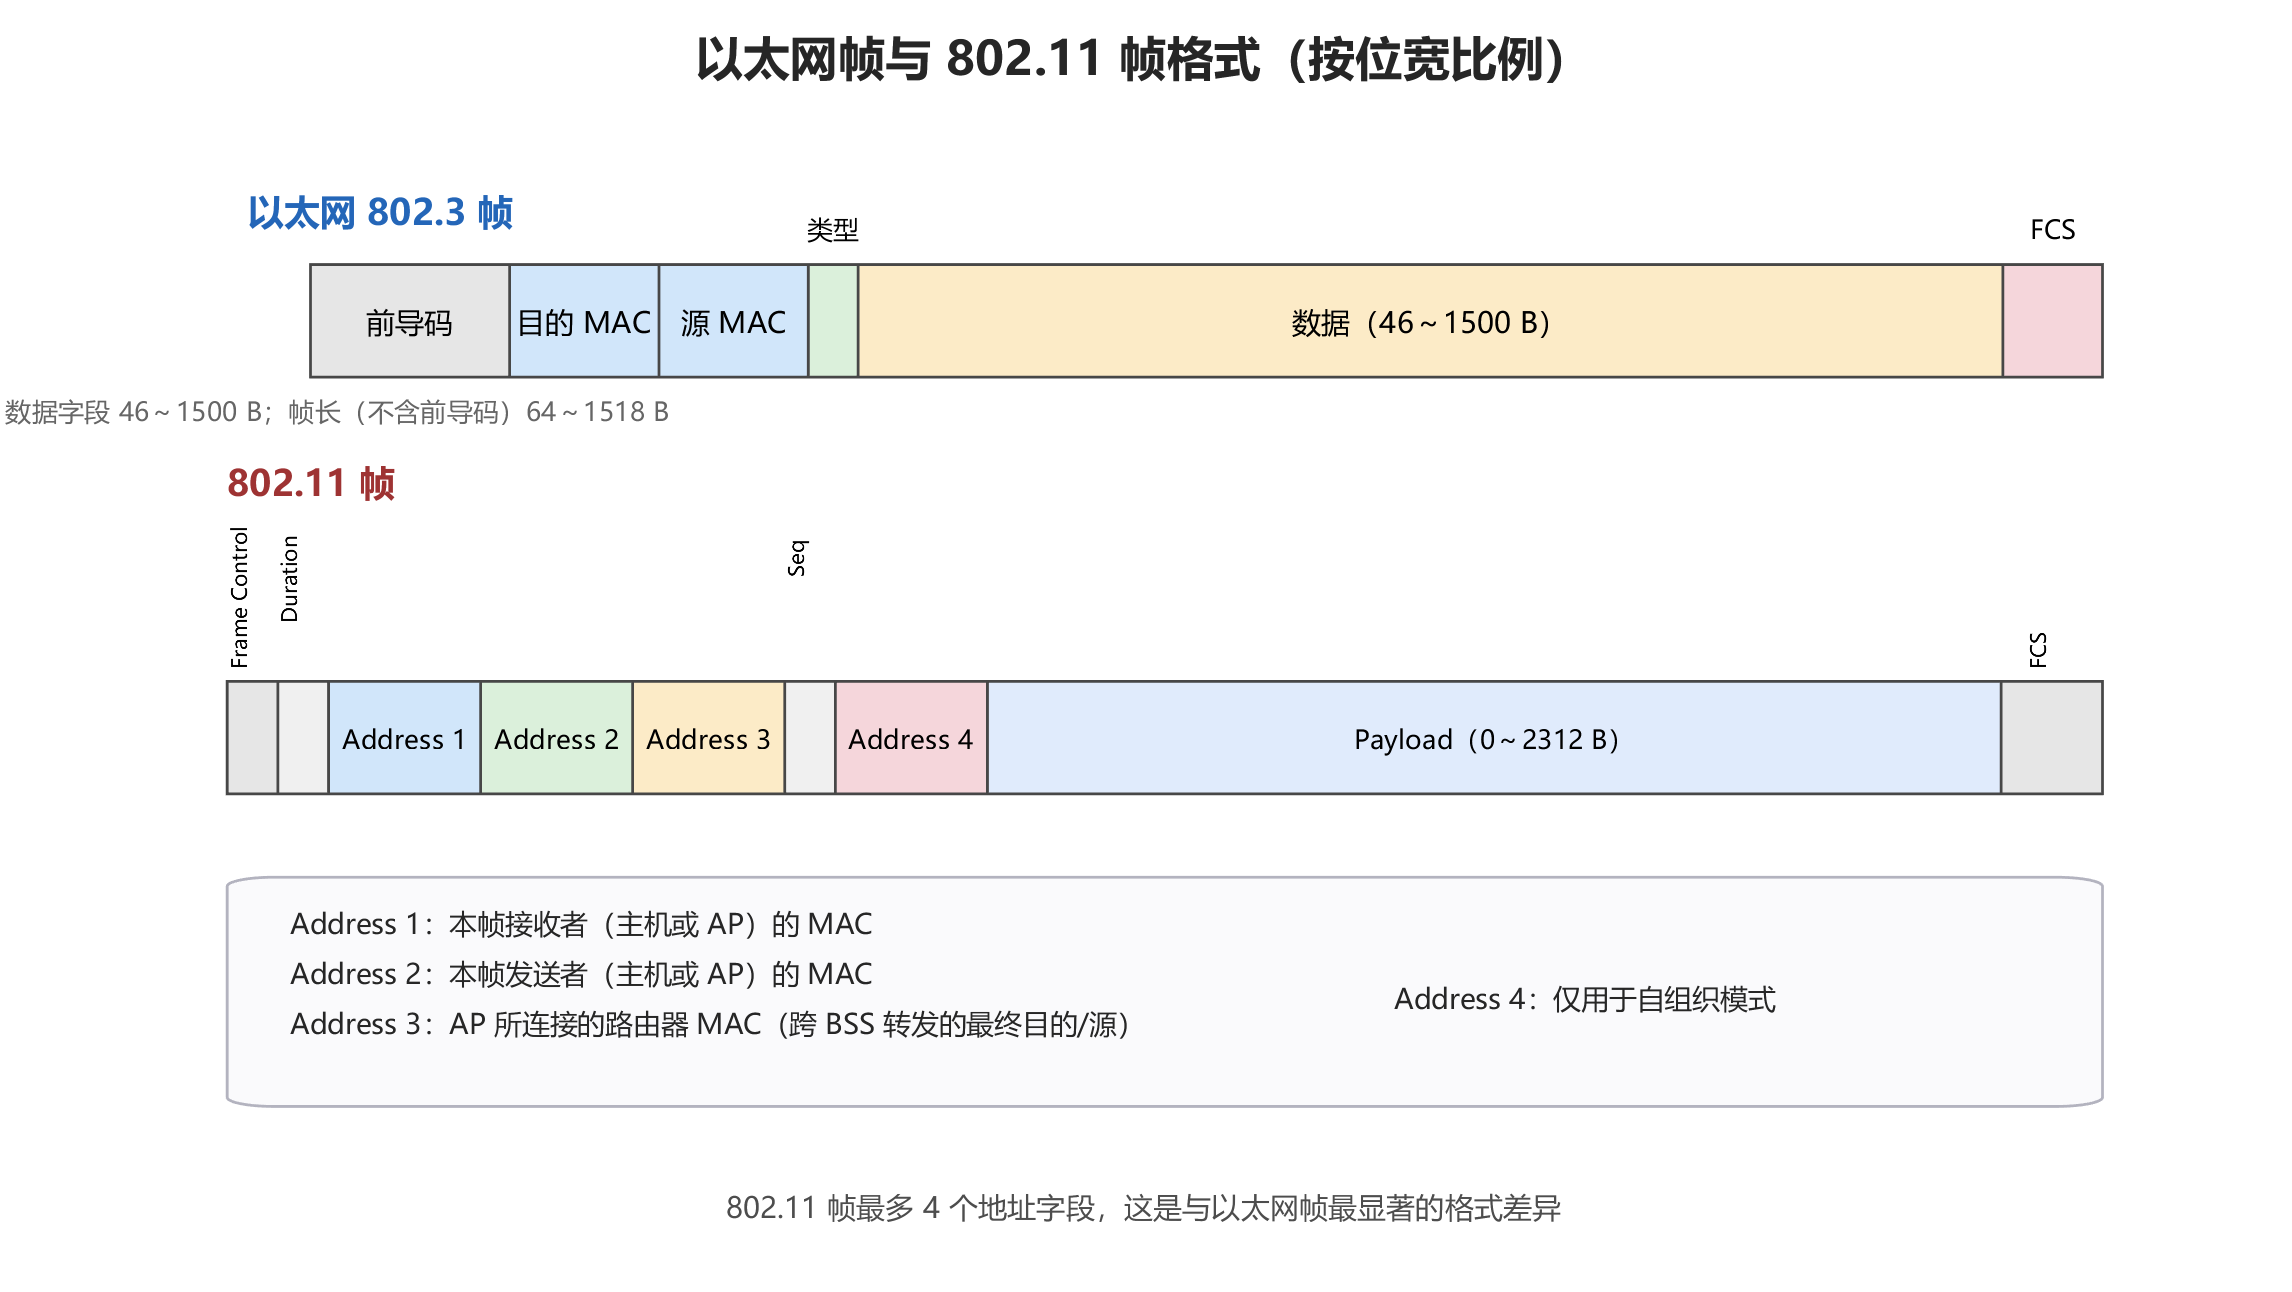 以太网帧与 802.11 帧格式（按位宽比例）
以太网 802.3 帧
类型
FCS
前导码
目的 MAC
源 MAC
数据（46～1500 B）
数据字段 46～1500 B；帧长（不含前导码）64～1518 B
802.11 帧
Frame Control
Duration
Seq
FCS
Address 1
Address 2
Address 3
Address 4
Payload（0～2312 B）
Address 1：本帧接收者（主机或 AP）的 MAC
Address 2：本帧发送者（主机或 AP）的 MAC
Address 3：AP 所连接的路由器 MAC（跨 BSS 转发的最终目的/源）
Address 4：仅用于自组织模式
802.11 帧最多 4 个地址字段，这是与以太网帧最显著的格式差异